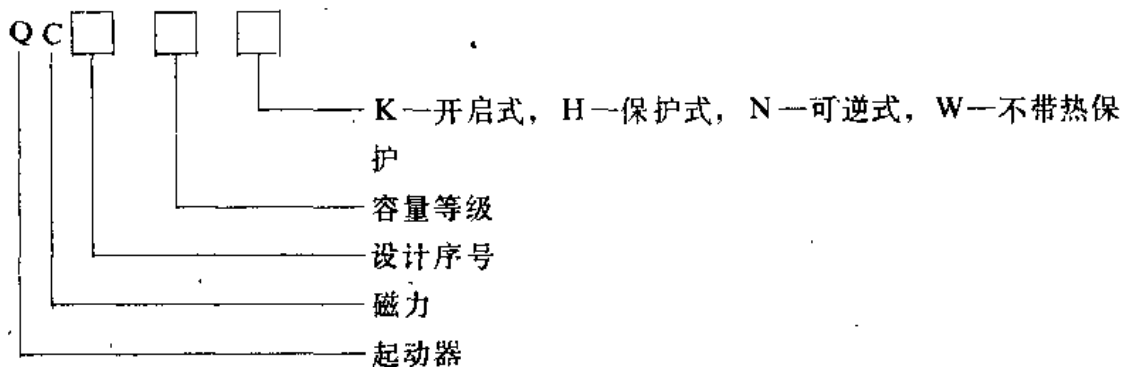 QC□ □ □
K—开启式，H—保护式，N—可逆式，W—不带热保
护
容量等级
设计序号
磁力
起动器